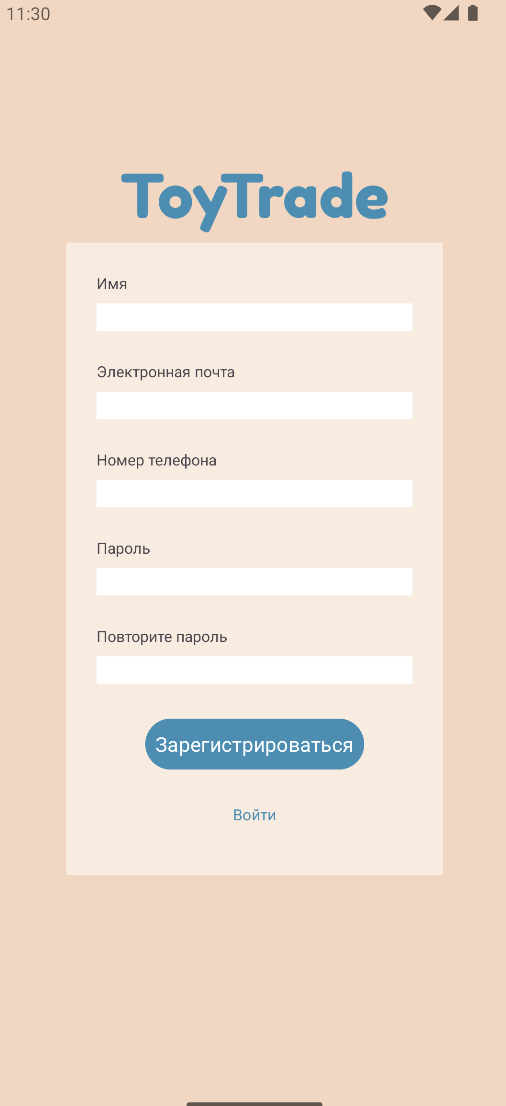 11:30
ToyTrade
Имя
Электронная почта
Номер телефона
Пароль
Повторите пароль
Зарегистрироваться
Войти